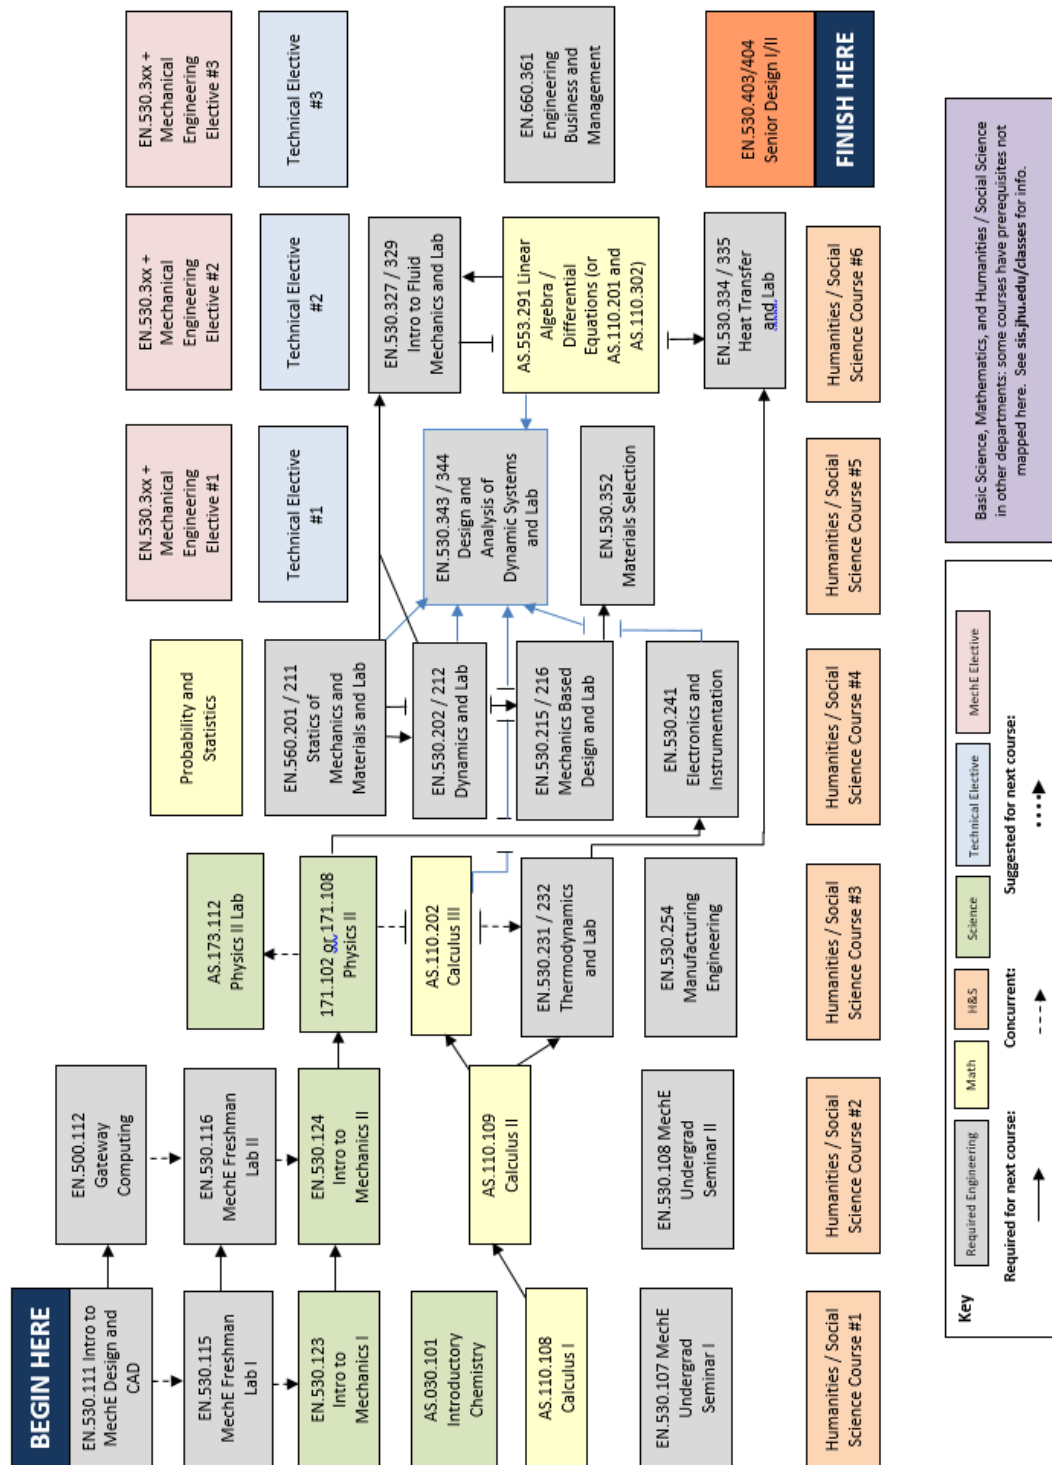 BEGIN HERE
EN.530.111 Intro to
MechE Design and
CAD
EN.530.115
MechE Freshman
Lab I
EN.530.123
Intro to
Mechanics I
AS.030.101
Introductory
Chemistry
AS.110.108
Calculus I
EN.530.107 MechE
Undergrad
Seminar I
Humanities / Social
Science Course #1
EN.500.112
Gateway
Computing
EN.530.116
MechE Freshman
Lab II
EN.530.124
Intro to
Mechanics II
AS.110.109
Calculus II
EN.530.108 MechE
Undergrad
Seminar II
Humanities / Social
Science Course #2
AS.173.112
Physics II Lab
171.102 or 171.108
Physics II
AS.110.202
Calculus III
EN.530.231 / 232
Thermodynamics
and Lab
EN.530.254
Manufacturing
Engineering
Humanities / Social
Science Course #3
Probability and
Statistics
EN.560.201 / 211
Statics of
Mechanics and
Materials and Lab
EN.530.202 / 212
Dynamics and Lab
EN.530.215 / 216
Mechanics Based
Design and Lab
EN.530.241
Electronics and
Instrumentation
Humanities / Social
Science Course #4
EN.530.3xx +
Mechanical
Engineering
Elective #1
Technical Elective
#1
EN.530.343 / 344
Design and
Analysis of
Dynamic Systems
and Lab
EN.530.352
Materials Selection
Humanities / Social
Science Course #5
EN.530.3xx +
Mechanical
Engineering
Elective #2
Technical Elective
#2
EN.530.327 / 329
Intro to Fluid
Mechanics and Lab
AS.553.291 Linear
Algebra /
Differential
Equations (or
AS.110.201 and
AS.110.302)
EN.530.334 / 335
Heat Transfer
and Lab
Humanities / Social
Science Course #6
EN.530.3xx +
Mechanical
Engineering
Elective #3
Technical Elective
#3
EN.660.361
Engineering
Business and
Management
EN.530.403/404
Senior Design I/II
FINISH HERE
Key
Required Engineering
Math
H&S
Science
Technical Elective
MechE Elective
Required for next course:
Concurrent:
Suggested for next course:
Basic Science, Mathematics, and Humanities / Social Science
in other departments: some courses have prerequisites not
mapped here. See sis.jhu.edu/classes for info.